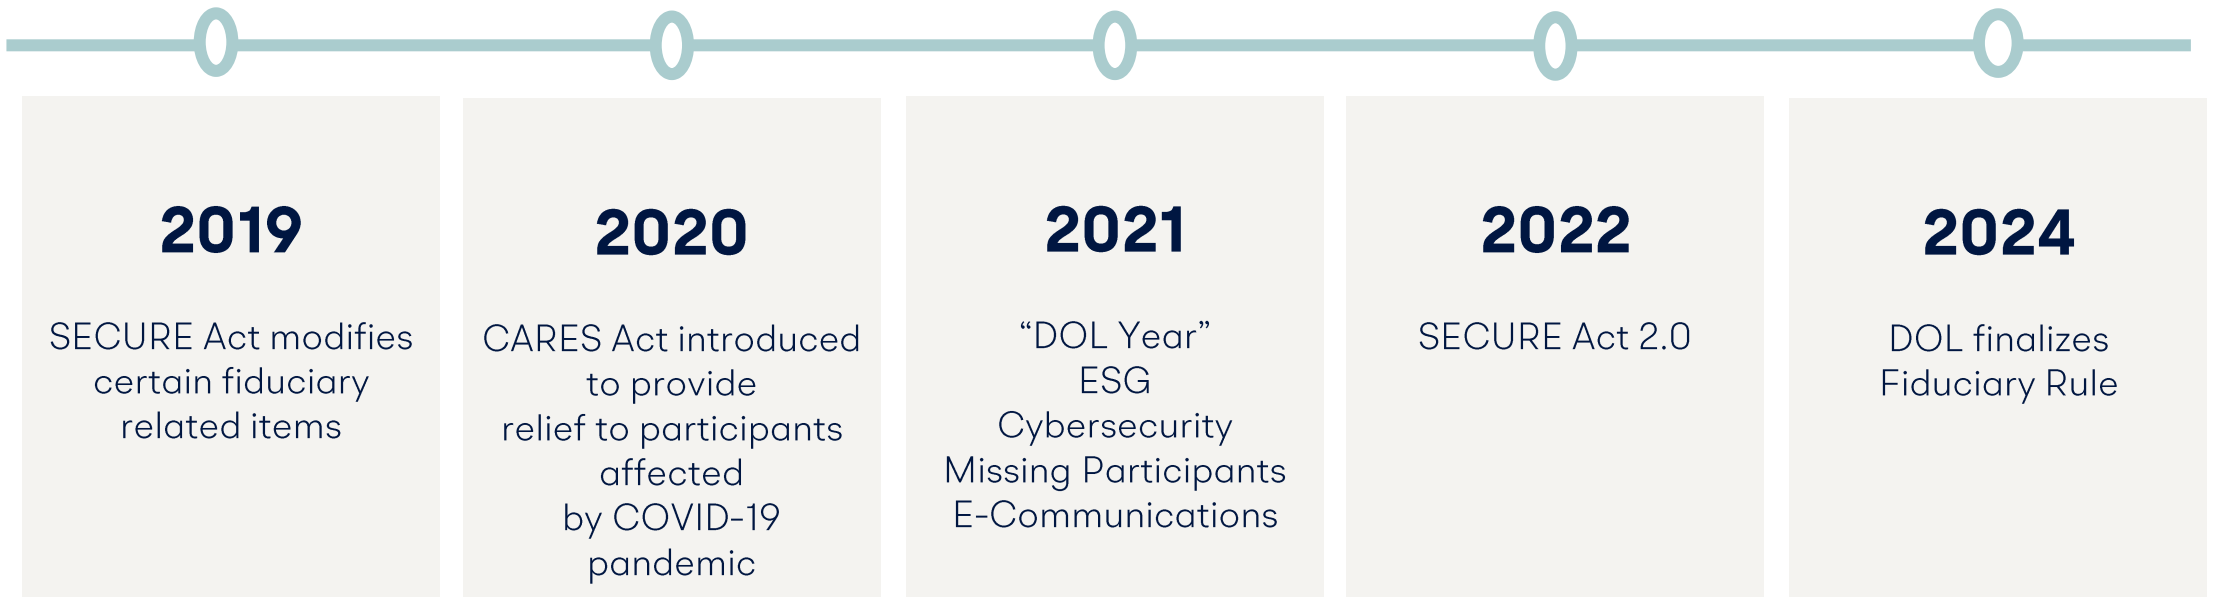 2019
SECURE Act modifies
certain fiduciary
related items
2020
CARES Act introduced
to provide
relief to participants
affected
by COVID-19
pandemic
2021
“DOL Year”
ESG
Cybersecurity
Missing Participants
E-Communications
2022
SECURE Act 2.0
2024
DOL finalizes
Fiduciary Rule